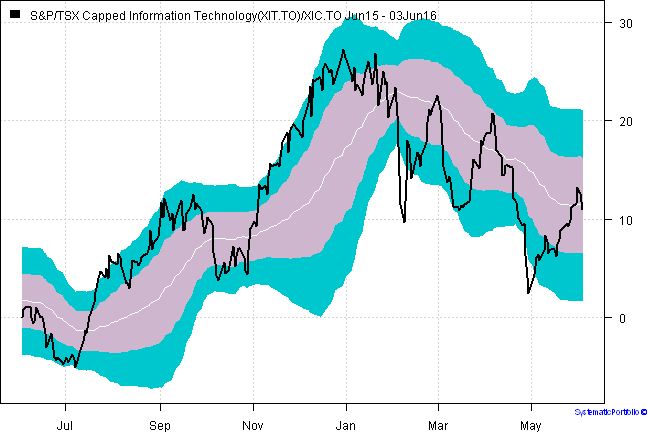 S&P/TSX Capped Information Technology(XIT.TO)/XIC.TO Jun15 - 03Jun16
30
20
10
0
Jul Sep Nov Jan Mar May
SystematicPortfolio ©